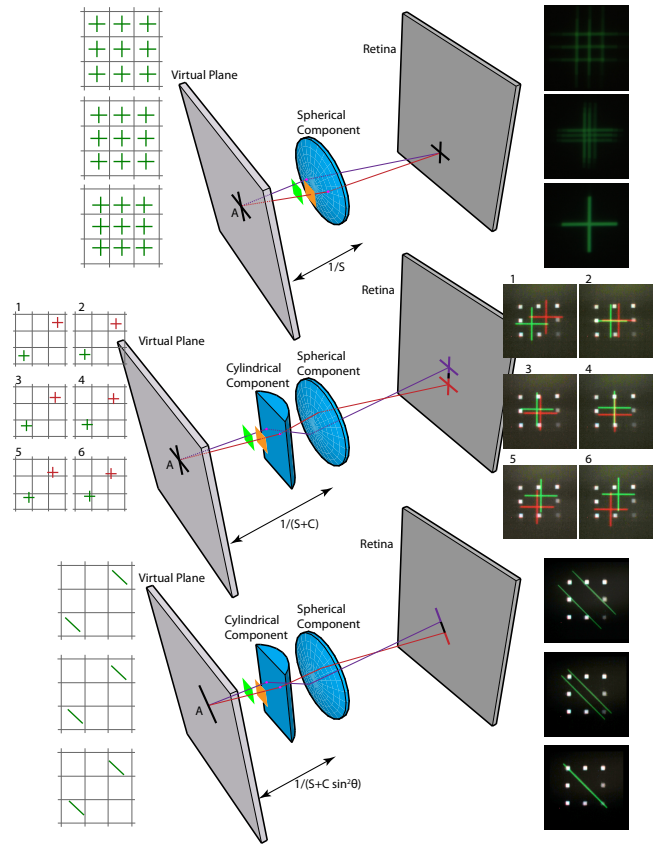 Retina
Virtual Plane
Spherical
Component
A
1/S
Retina
1
2
3
4
5
6
Virtual Plane
Cylindrical
Component
Spherical
Component
A
1/(S+C)
1
2
3
4
5
6
Retina
Virtual Plane
Cylindrical
Component
Spherical
Component
A
1/(S+C sin²θ)